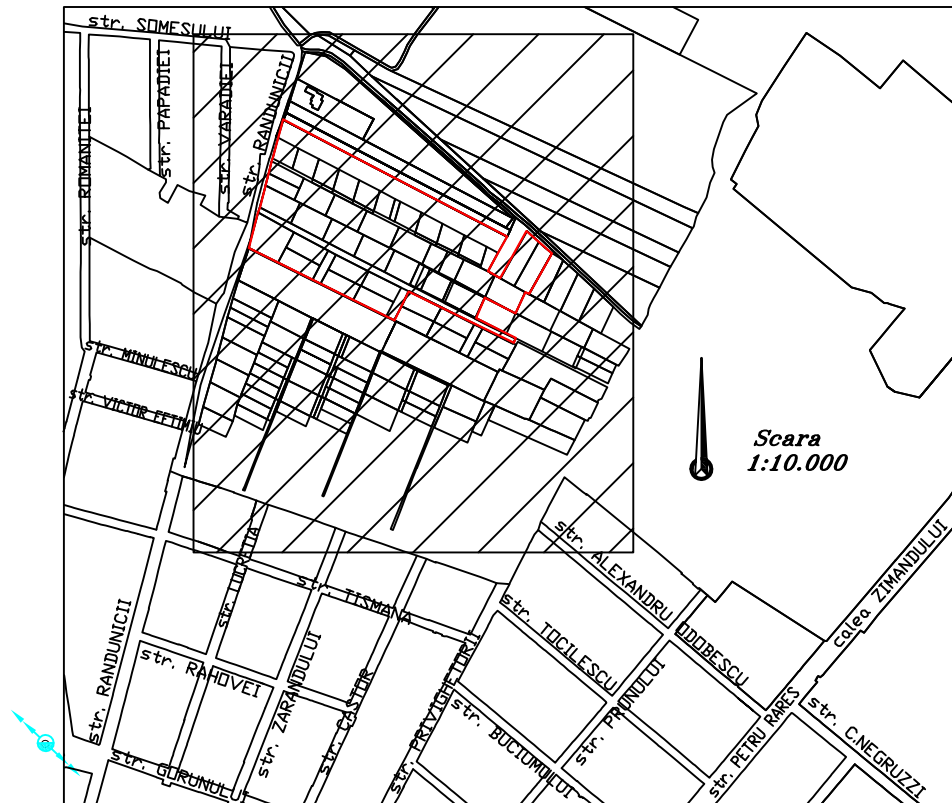 str. SOMESULUI
str. ROMANITEI
str. PAPADIEI
str. VARADIEI
str. RANDUNICII
str. MINULESCU
str. VICTOR EFTIMIU
Scara
1:10.000
str. ALEXANDRU ODOBESCU
calea ZIMANDULUI
str. LUCRETIA
str. TISMANA
str. TOCILESCU
str. RANDUNICII
str. RAHOVEI
str. ZARANDULUI
str. CASTOR
str. PRIVIGHETORII
str. PRUNULUI
str. PETRU RARES
str. C.NEGRUZZI
str. BUCIUMULUI
str. GORUNULUI